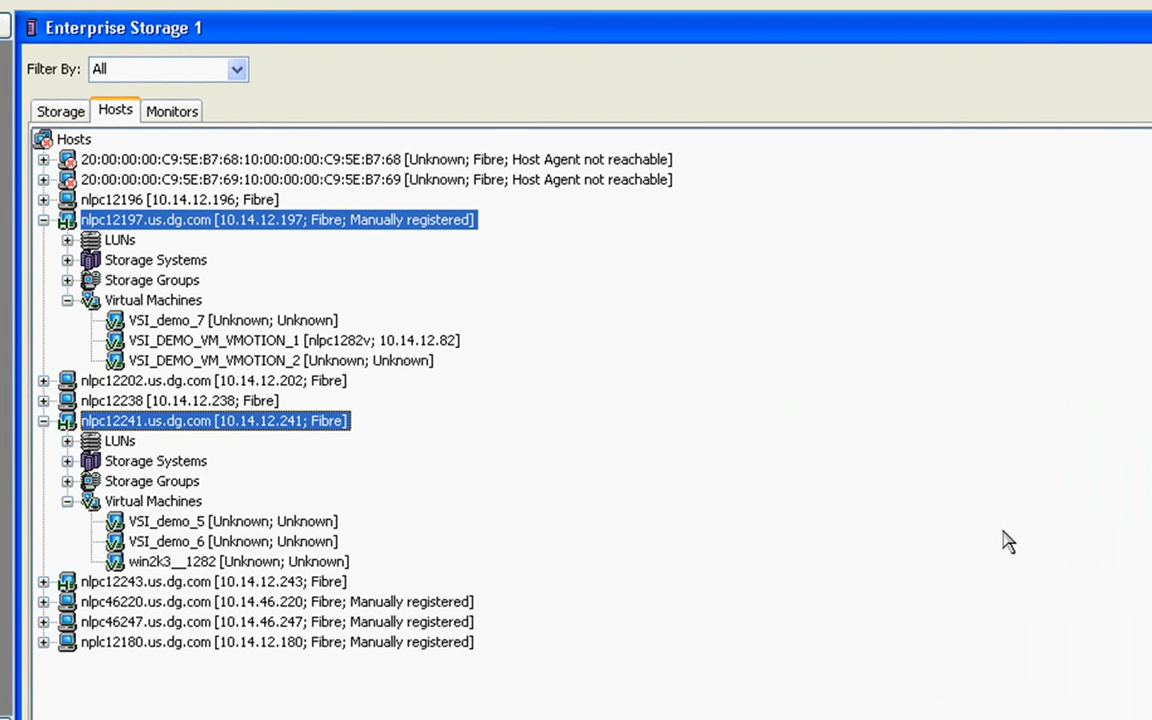 Enterprise Storage 1
Filter By: All
Storage Hosts Monitors
Hosts
20:00:00:00:C9:5E:B7:68:10:00:00:00:C9:5E:B7:68 [Unknown; Fibre; Host Agent not reachable]
20:00:00:00:C9:5E:B7:69:10:00:00:00:C9:5E:B7:69 [Unknown; Fibre; Host Agent not reachable]
nlpc12196 [10.14.12.196; Fibre]
nlpc12197.us.dg.com [10.14.12.197; Fibre; Manually registered]
LUNs
Storage Systems
Storage Groups
Virtual Machines
VSI_demo_7 [Unknown; Unknown]
VSI_DEMO_VM_VMOTION_1 [nlpc1282v; 10.14.12.82]
VSI_DEMO_VM_VMOTION_2 [Unknown; Unknown]
nlpc12202.us.dg.com [10.14.12.202; Fibre]
nlpc12238 [10.14.12.238; Fibre]
nlpc12241.us.dg.com [10.14.12.241; Fibre]
LUNs
Storage Systems
Storage Groups
Virtual Machines
VSI_demo_5 [Unknown; Unknown]
VSI_demo_6 [Unknown; Unknown]
win2k3__1282 [Unknown; Unknown]
nlpc12243.us.dg.com [10.14.12.243; Fibre]
nlpc46220.us.dg.com [10.14.46.220; Fibre; Manually registered]
nlpc46247.us.dg.com [10.14.46.247; Fibre; Manually registered]
nplc12180.us.dg.com [10.14.12.180; Fibre; Manually registered]